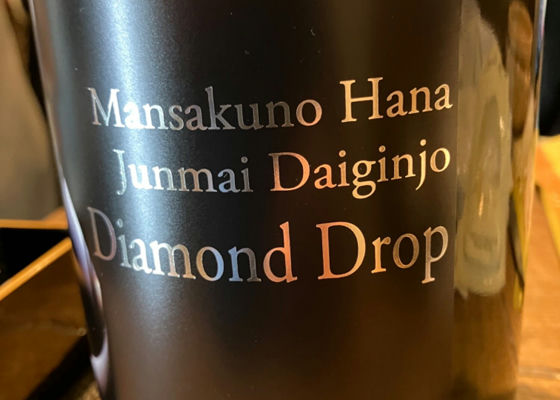 Mansakuno Hana
Junmai Daiginjo
Diamond Drop